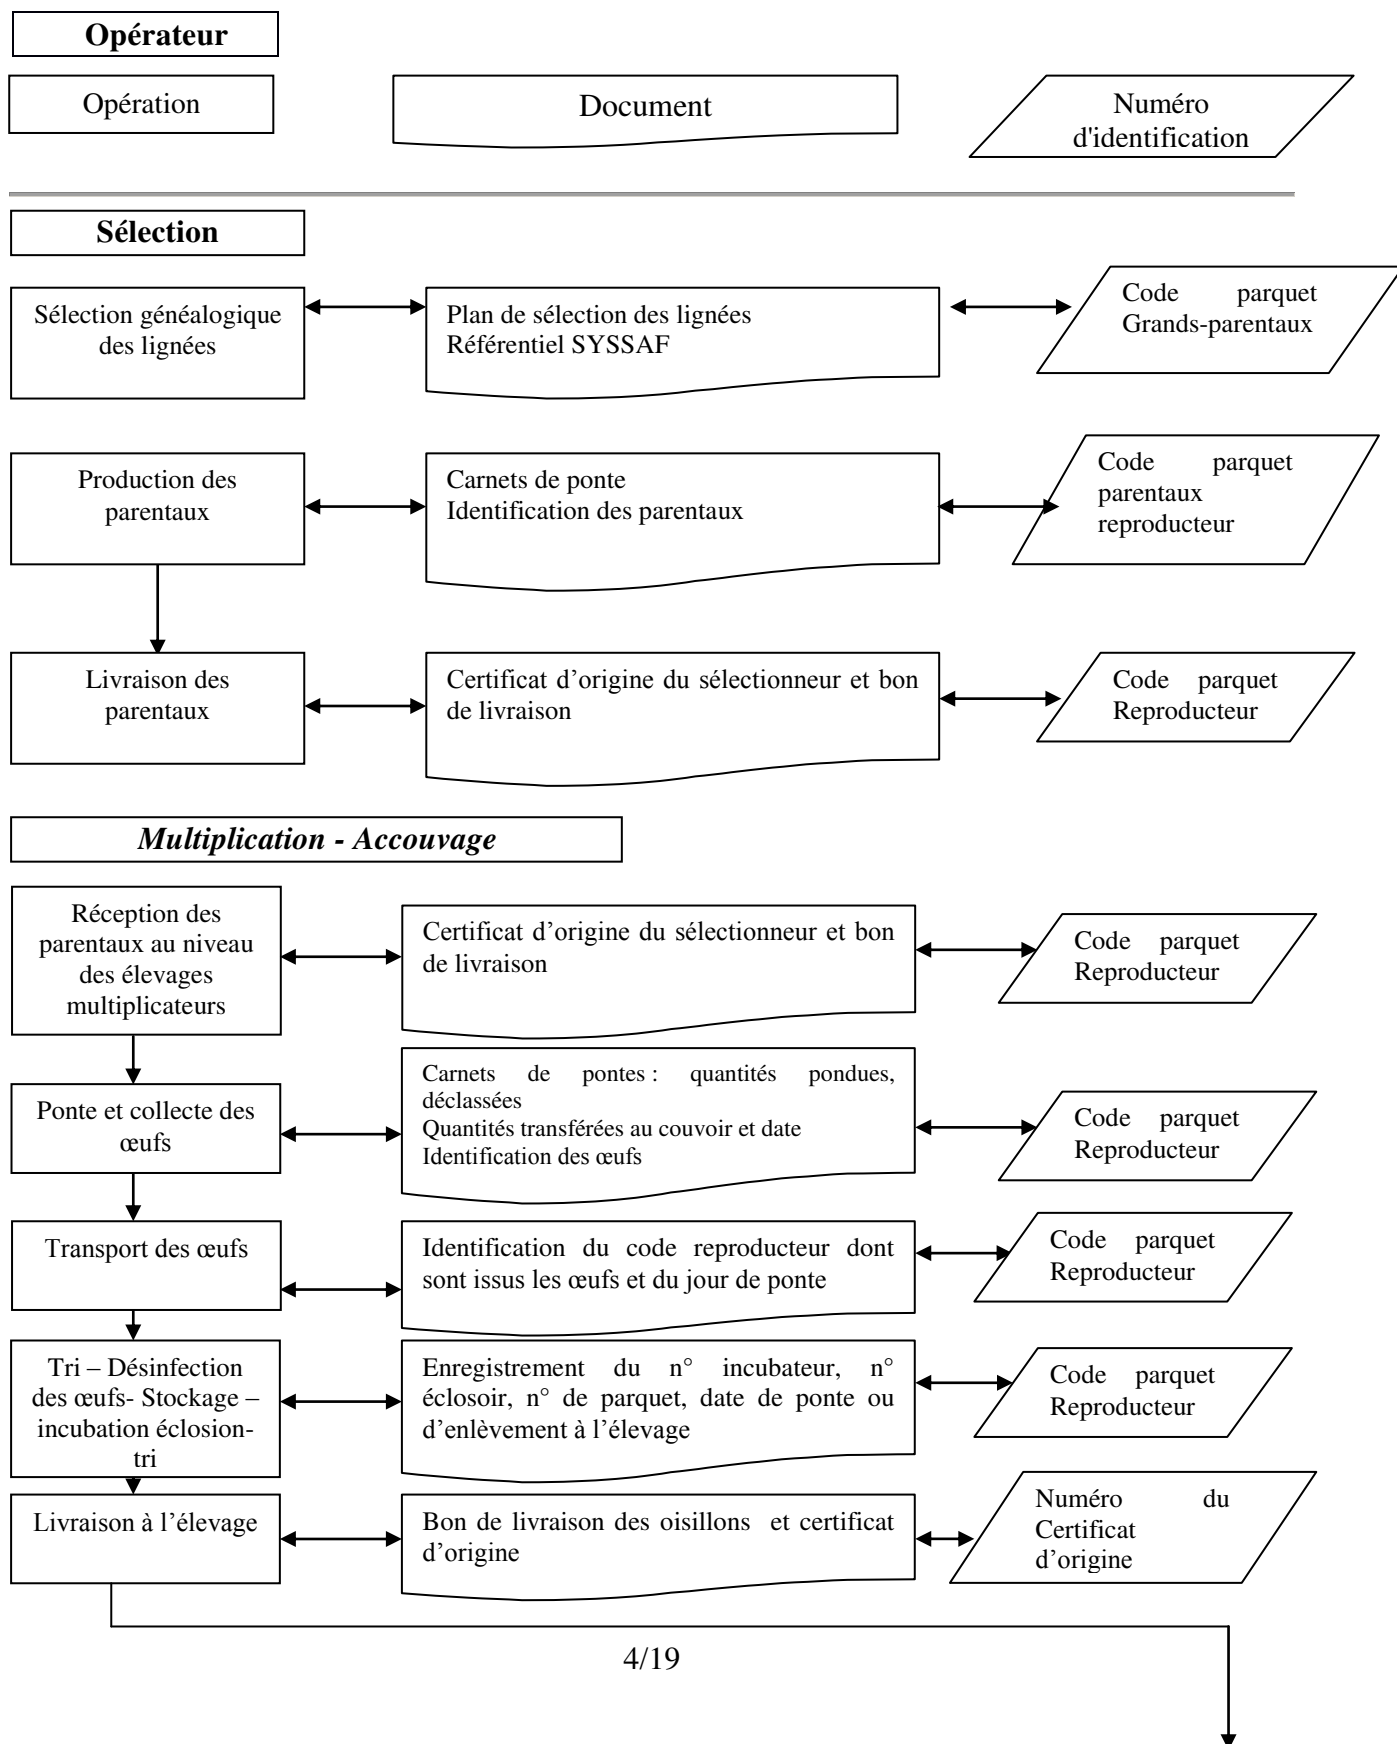 Opérateur
Opération
Document
Numéro
d'identification
Sélection
Sélection généalogique
des lignées
Plan de sélection des lignées
Référentiel SYSSAF
Code parquet
Grands-parentaux
Production des
parentaux
Carnets de ponte
Identification des parentaux
Code parquet
parentaux
reproducteur
Livraison des
parentaux
Certificat d’origine du sélectionneur et bon
de livraison
Code parquet
Reproducteur
Multiplication - Accouvage
Réception des
parentaux au niveau
des élevages
multiplicateurs
Certificat d’origine du sélectionneur et bon
de livraison
Code parquet
Reproducteur
Ponte et collecte des
œufs
Carnets de pontes : quantités pondues,
déclassées
Quantités transférées au couvoir et date
Identification des œufs
Code parquet
Reproducteur
Transport des œufs
Identification du code reproducteur dont
sont issus les œufs et du jour de ponte
Code parquet
Reproducteur
Tri – Désinfection
des œufs- Stockage –
incubation éclosion-
tri
Enregistrement du n° incubateur, n°
éclosoir, n° de parquet, date de ponte ou
d’enlèvement à l’élevage
Code parquet
Reproducteur
Livraison à l’élevage
Bon de livraison des oisillons et certificat
d’origine
Numéro du
Certificat
d’origine
4/19